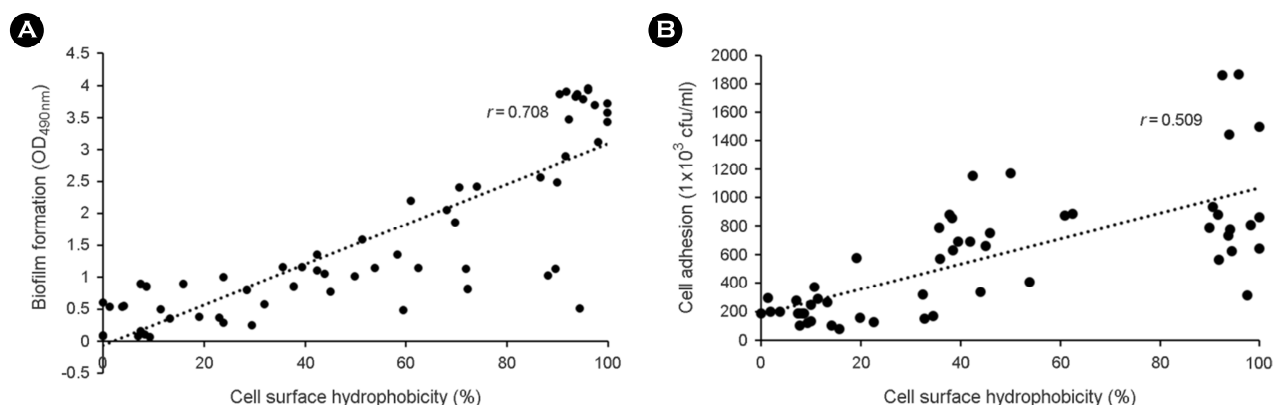 A
Biofilm formation (OD490nm)
4.5
4
3.5
3
2.5
2
1.5
1
0.5
0
-0.5
r = 0.708
0 20 40 60 80 100
Cell surface hydrophobicity (%)
B
Cell adhesion (1x10³ cfu/ml)
2000
1800
1600
1400
1200
1000
800
600
400
200
0
r = 0.509
0 20 40 60 80 100
Cell surface hydrophobicity (%)